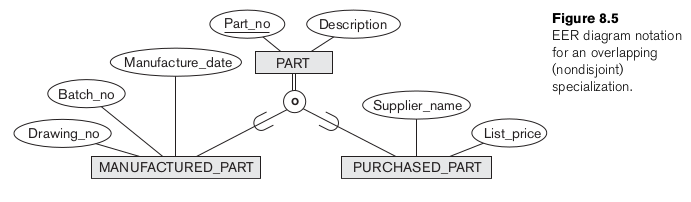 Part_no
Description
Figure 8.5
EER diagram notation
for an overlapping
(nondisjoint)
specialization.
Manufacture_date
PART
Batch_no
o
Supplier_name
Drawing_no
List_price
MANUFACTURED_PART
PURCHASED_PART